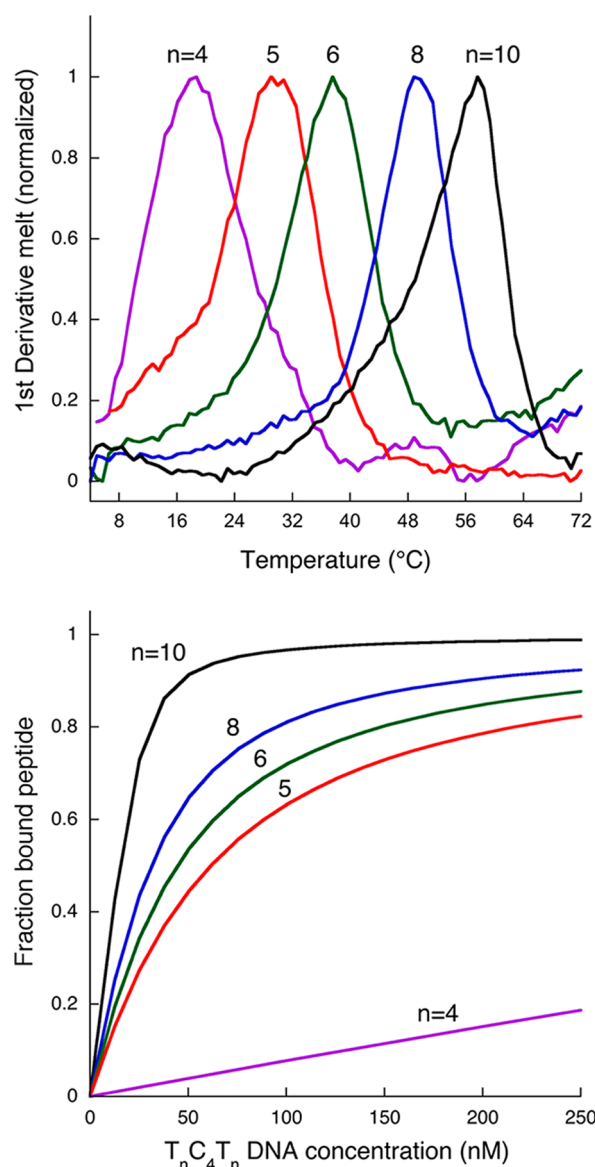 n=4 5 6 8 n=10
1
0.8
0.6
0.4
0.2
0
1st Derivative melt (normalized)
8 16 24 32 40 48 56 64 72
Temperature (°C)
1
0.8
0.6
0.4
0.2
0
Fraction bound peptide
n=10
8
6
5
n=4
0 50 100 150 200 250
TnC4Tn DNA concentration (nM)